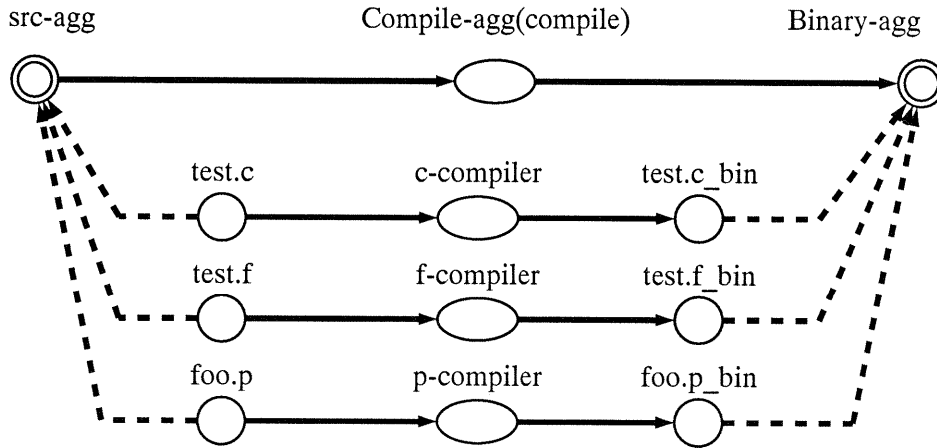 src-agg
Compile-agg(compile)
Binary-agg
test.c
c-compiler
test.c_bin
test.f
f-compiler
test.f_bin
foo.p
p-compiler
foo.p_bin